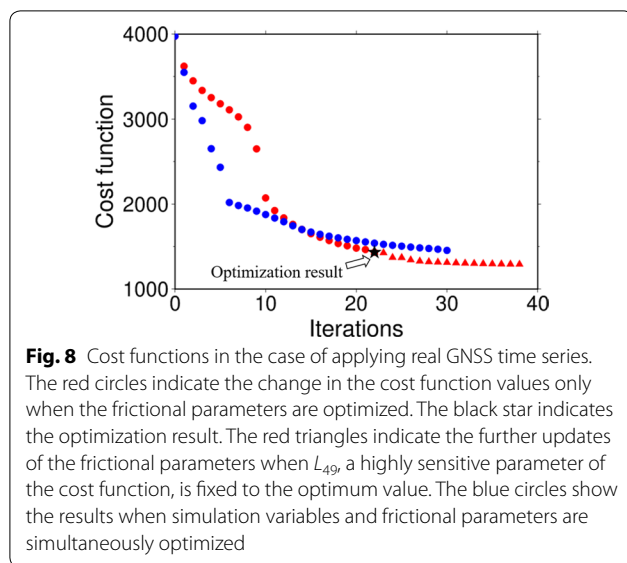 4000
3000
2000
1000
Cost function
Optimization result
0 10 20 30 40
Iterations
Fig. 8 Cost functions in the case of applying real GNSS time series.
The red circles indicate the change in the cost function values only
when the frictional parameters are optimized. The black star indicates
the optimization result. The red triangles indicate the further updates
of the frictional parameters when L49, a highly sensitive parameter of
the cost function, is fixed to the optimum value. The blue circles show
the results when simulation variables and frictional parameters are
simultaneously optimized